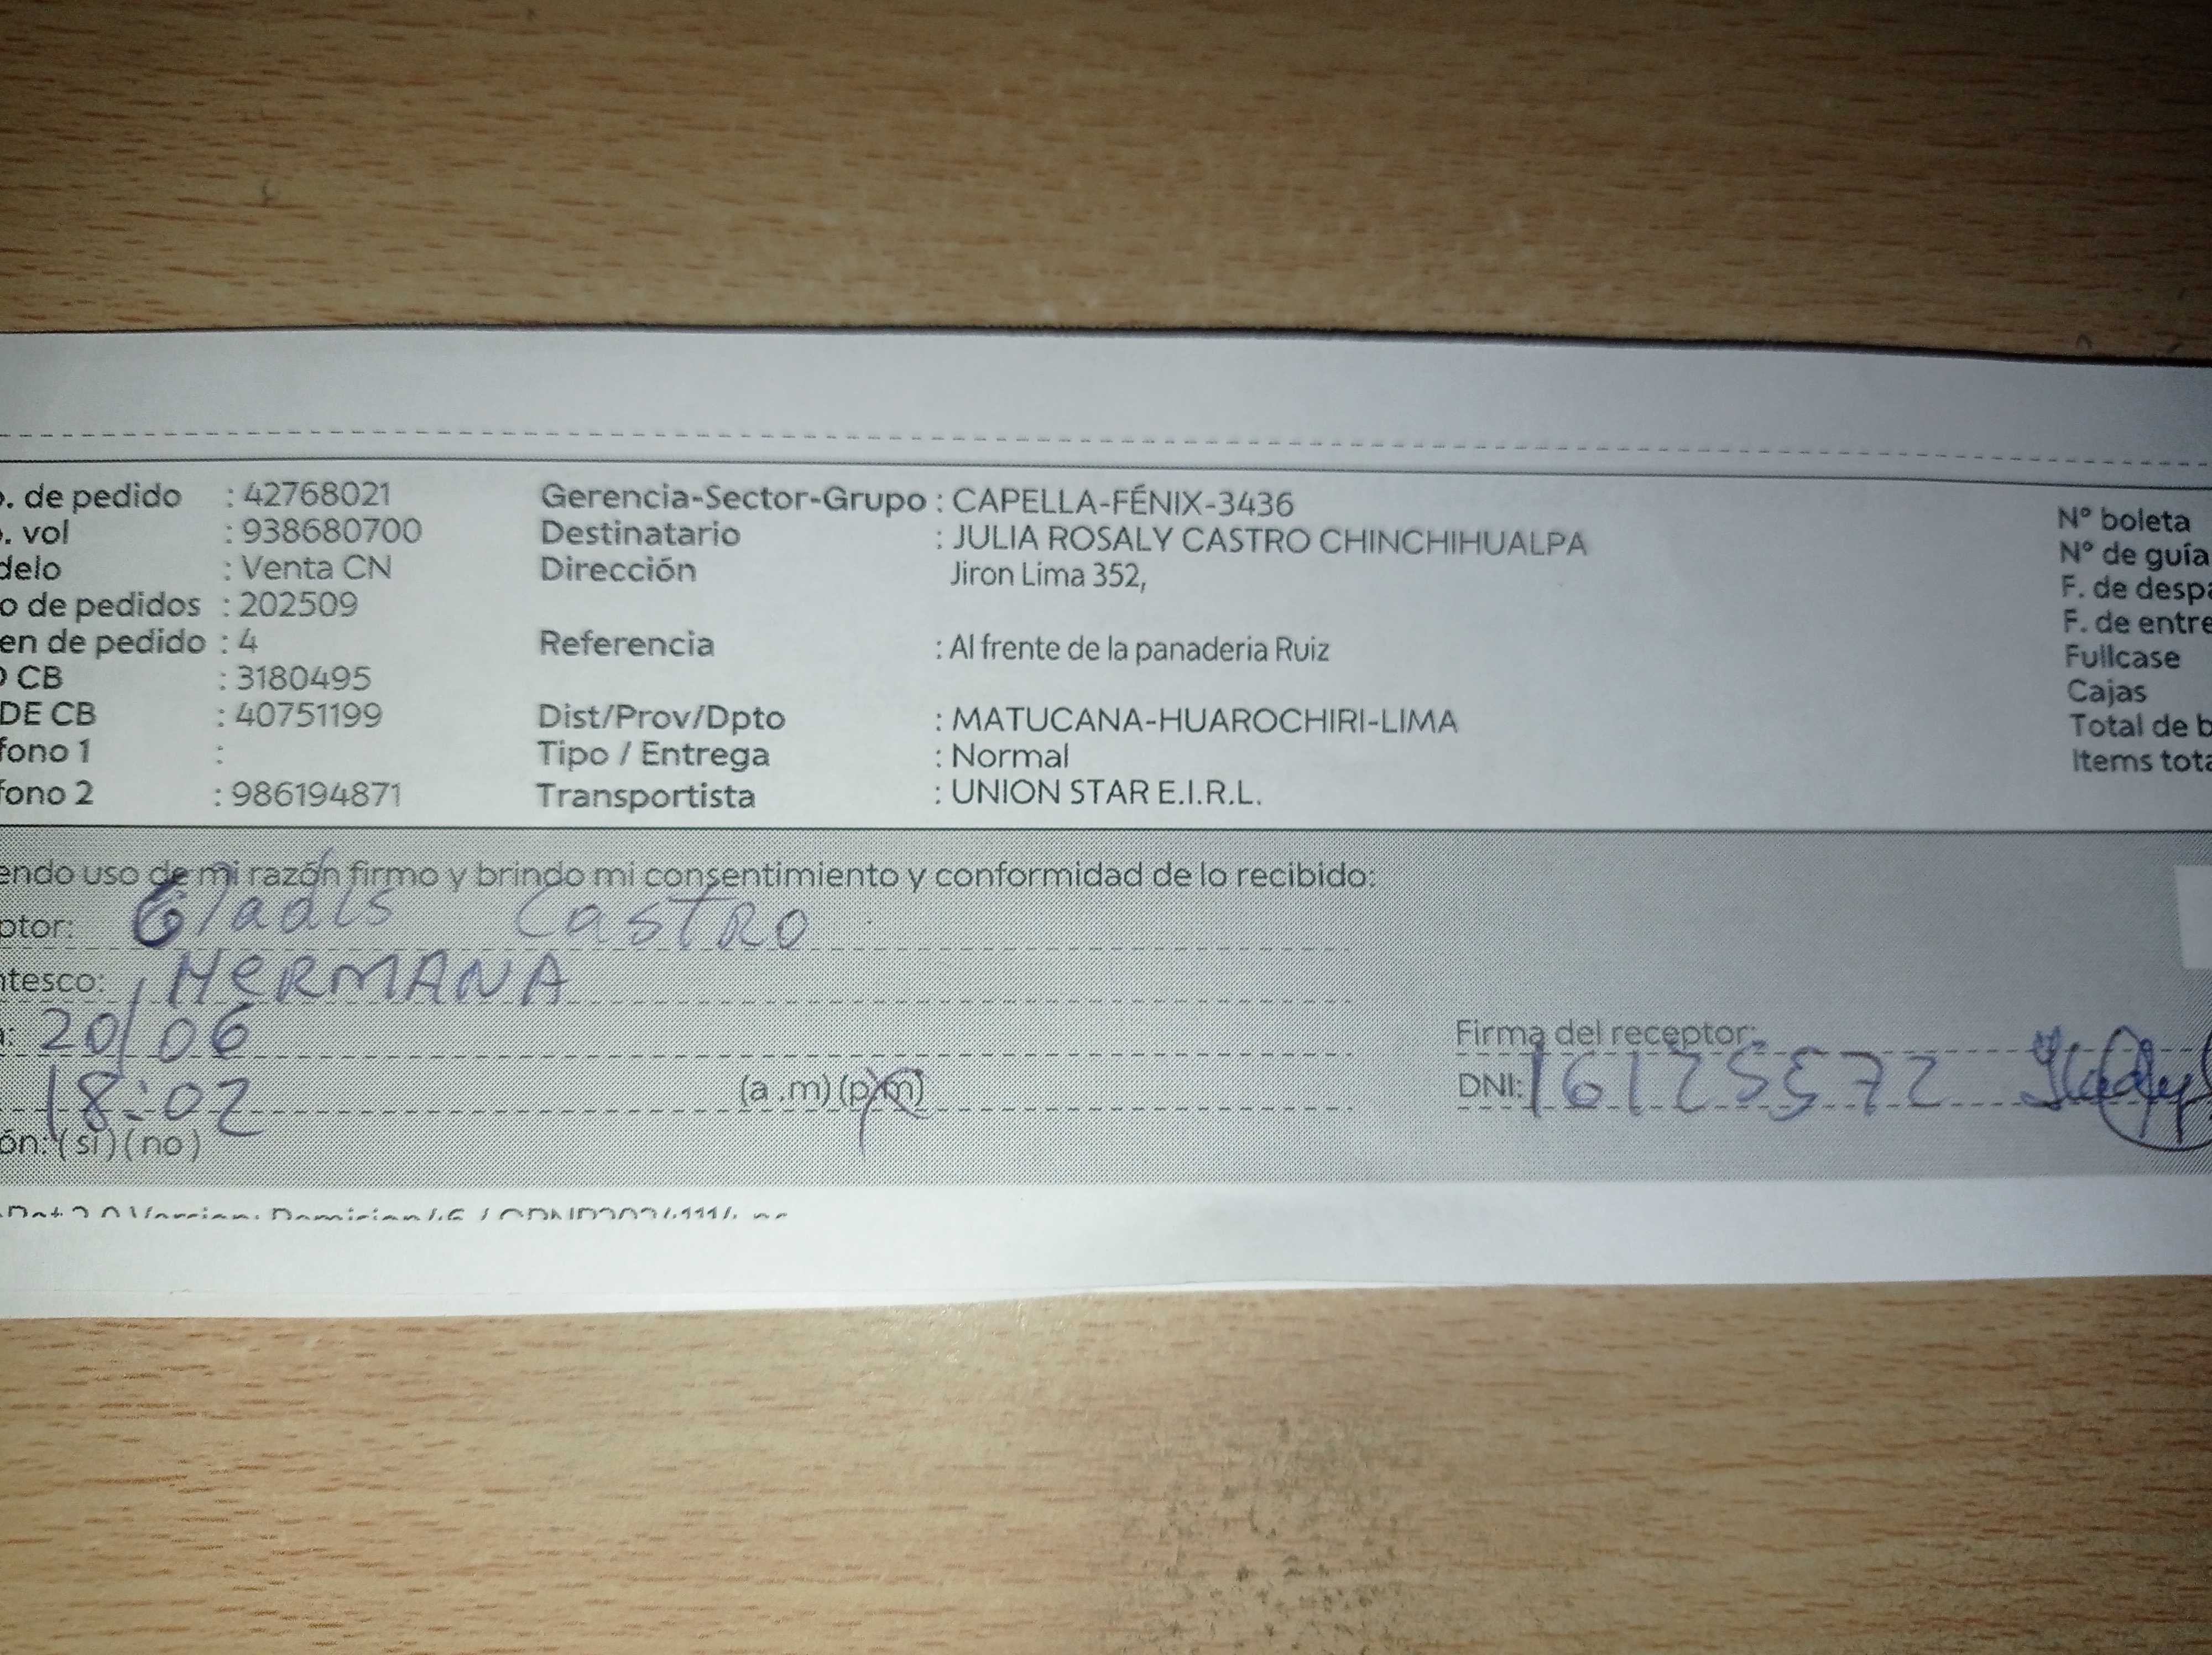 . de pedido : 42768021 Gerencia-Sector-Grupo : CAPELLA-FÉNIX-3436 N° boleta
. vol : 938680700 Destinatario : JULIA ROSALY CASTRO CHINCHIHUALPA N° de guía
delo : Venta CN Dirección Jiron Lima 352, F. de despa
o de pedidos : 202509 F. de entre
en de pedido : 4 Referencia : Al frente de la panaderia Ruiz Fullcase
CB : 3180495 Cajas
DE CB : 40751199 Dist/Prov/Dpto : MATUCANA-HUAROCHIRI-LIMA Total de b
fono 1 : Tipo / Entrega : Normal Items tota
fono 2 : 986194871 Transportista : UNION STAR E.I.R.L.
endo uso de mi razón firmo y brindo mi consentimiento y conformidad de lo recibido:
ptor: Gladis Castro
ntesco: HERMANA
a: 20/06 Firma del receptor:
18:02 (a .m) (p.m) DNI: 16125572
ón: (si) (no)